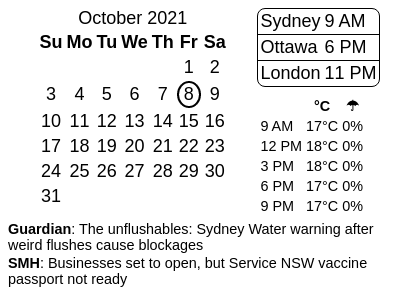 October 2021
Su Mo Tu We Th Fr Sa
1 2
3 4 5 6 7 8 9
10 11 12 13 14 15 16
17 18 19 20 21 22 23
24 25 26 27 28 29 30
31
Sydney 9 AM
Ottawa 6 PM
London 11 PM
°C ☂
9 AM 17°C 0%
12 PM 18°C 0%
3 PM 18°C 0%
6 PM 17°C 0%
9 PM 17°C 0%
Guardian: The unflushables: Sydney Water warning after
weird flushes cause blockages
SMH: Businesses set to open, but Service NSW vaccine
passport not ready